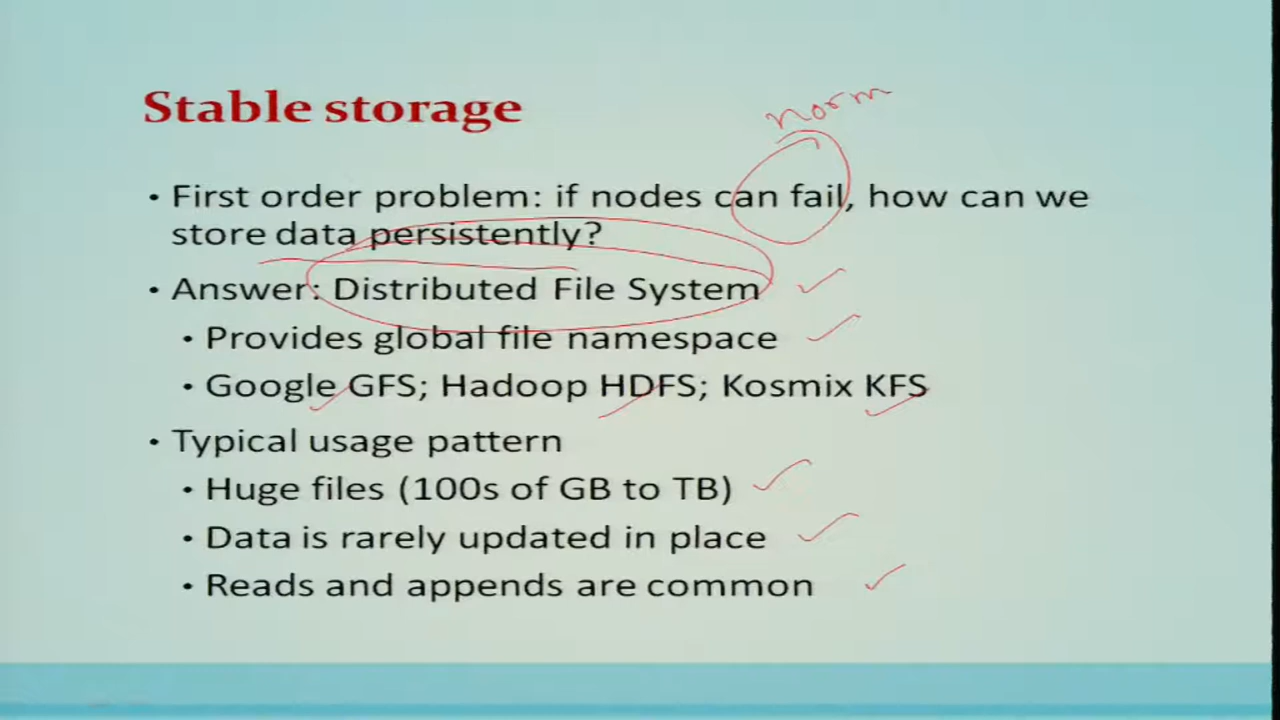 Stable storage
norm
• First order problem: if nodes can fail, how can we
store data persistently?
• Answer: Distributed File System
• Provides global file namespace
• Google GFS; Hadoop HDFS; Kosmix KFS
• Typical usage pattern
• Huge files (100s of GB to TB)
• Data is rarely updated in place
• Reads and appends are common